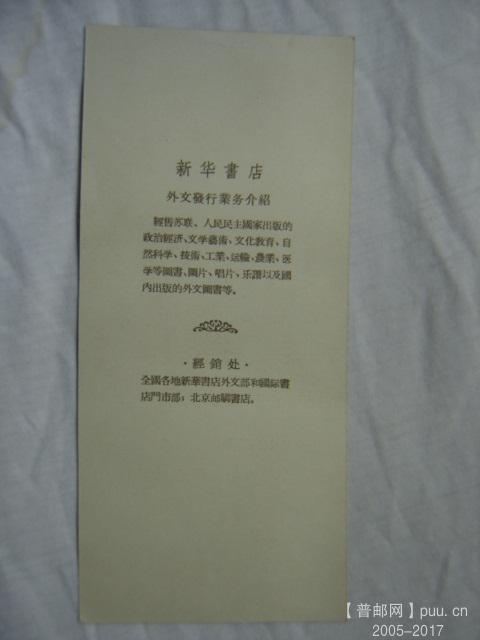 新华書店
外文發行業务介紹
經售苏联、人民民主國家出版的
政治經济、文学藝術、文化敎育、自
然科学、技術、工業、运輸、農業、医
学等圖書、圖片、唱片、乐譜以及國
内出版的外文圖書等。
·經銷处·
全國各地新華書店外文部和國际書
店門市部；北京邮購書店。
【普邮网】puu.cn
2005-2017